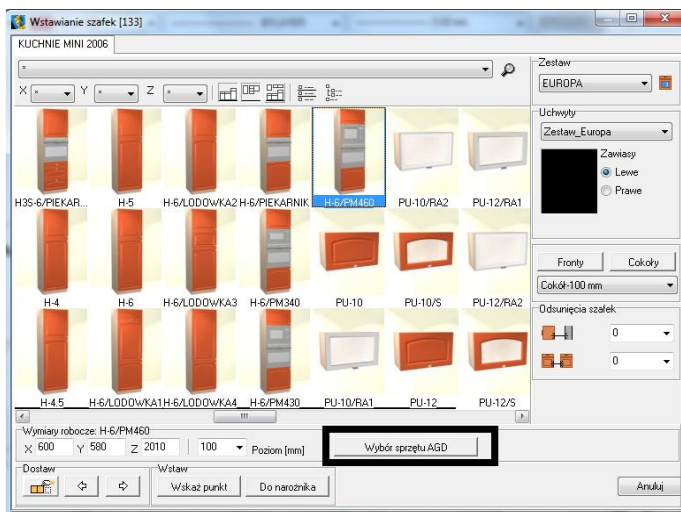 Wstawianie szafek [133]
KUCHNIE MINI 2006
Zestaw
EUROPA
X Y Z
Uchwyty
Zestaw_Europa
Zawiasy
Lewe
Prawe
H3S-6/PIEKAR... H-5 H-6/LODOWKA2 H-6/PIEKARNIK H-6/PM460 PU-10/RA2 PU-12/RA1
Fronty Cokoły
Cokół-100 mm
H-4 H-6 H-6/LODOWKA3 H-6/PM340 PU-10 PU-10/S PU-12/RA2
Odsunięcia szafek
0
0
H-4.5 H-6/LODOWKA1 H-6/LODOWKA4 H-6/PM430 PU-10/RA1 PU-12 PU-12/S
Wymiary robocze: H-6/PM460
X 600 Y 580 Z 2010 100 Poziom [mm] Wybór sprzętu AGD
Dostaw Wstaw
Wskaż punkt Do narożnika Anuluj